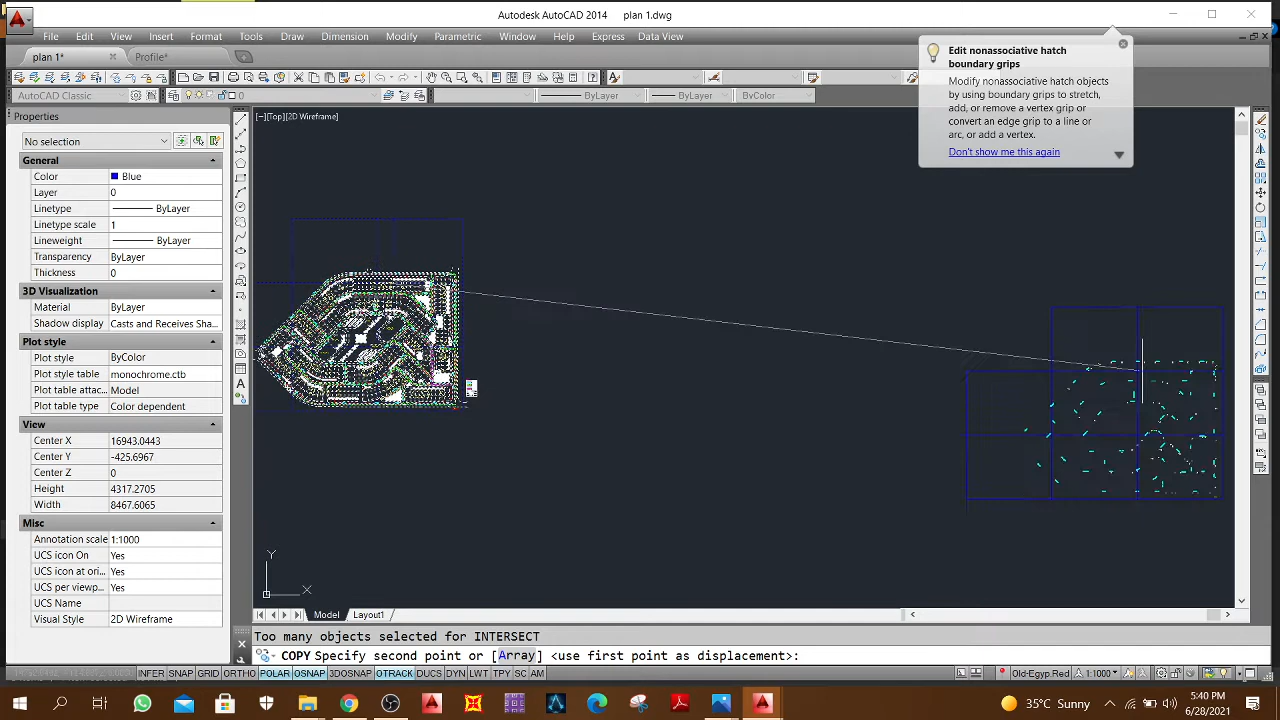 Autodesk AutoCAD 2014 plan 1.dwg
File Edit View Insert Format Tools Draw Dimension Modify Parametric Window Help Express Data View
plan 1* Profile*
AutoCAD Classic 0 ByLayer ByLayer ByColor
Edit nonassociative hatch
boundary grips
Modify nonassociative hatch objects
by using boundary grips to stretch,
add, or remove a vertex grip or
convert an edge grip to a line or
arc, or add a vertex.
Don't show me this again
[−][Top][2D Wireframe]
Properties
No selection
General
Color Blue
Layer 0
Linetype ByLayer
Linetype scale 1
Lineweight ByLayer
Transparency ByLayer
Thickness 0
3D Visualization
Material ByLayer
Shadow display Casts and Receives Sha...
Plot style
Plot style ByColor
Plot style table monochrome.ctb
Plot table attac... Model
Plot table type Color dependent
View
Center X 16943.0443
Center Y -425.6967
Center Z 0
Height 4317.2705
Width 8467.6065
Misc
Annotation scale 1:1000
UCS icon On Yes
UCS icon at ori... Yes
UCS per viewp... Yes
UCS Name
Visual Style 2D Wireframe
Y
X
Model Layout1
Too many objects selected for INTERSECT
COPY Specify second point or [Array] <use first point as displacement>:
INFER SNAP GRID ORTHO POLAR OSNAP 3DOSNAP OTRACK DUCS DYN LWT TPY SC AM Old-Egyp Red 1:1000
35°C Sunny
5:40 PM
6/28/2021